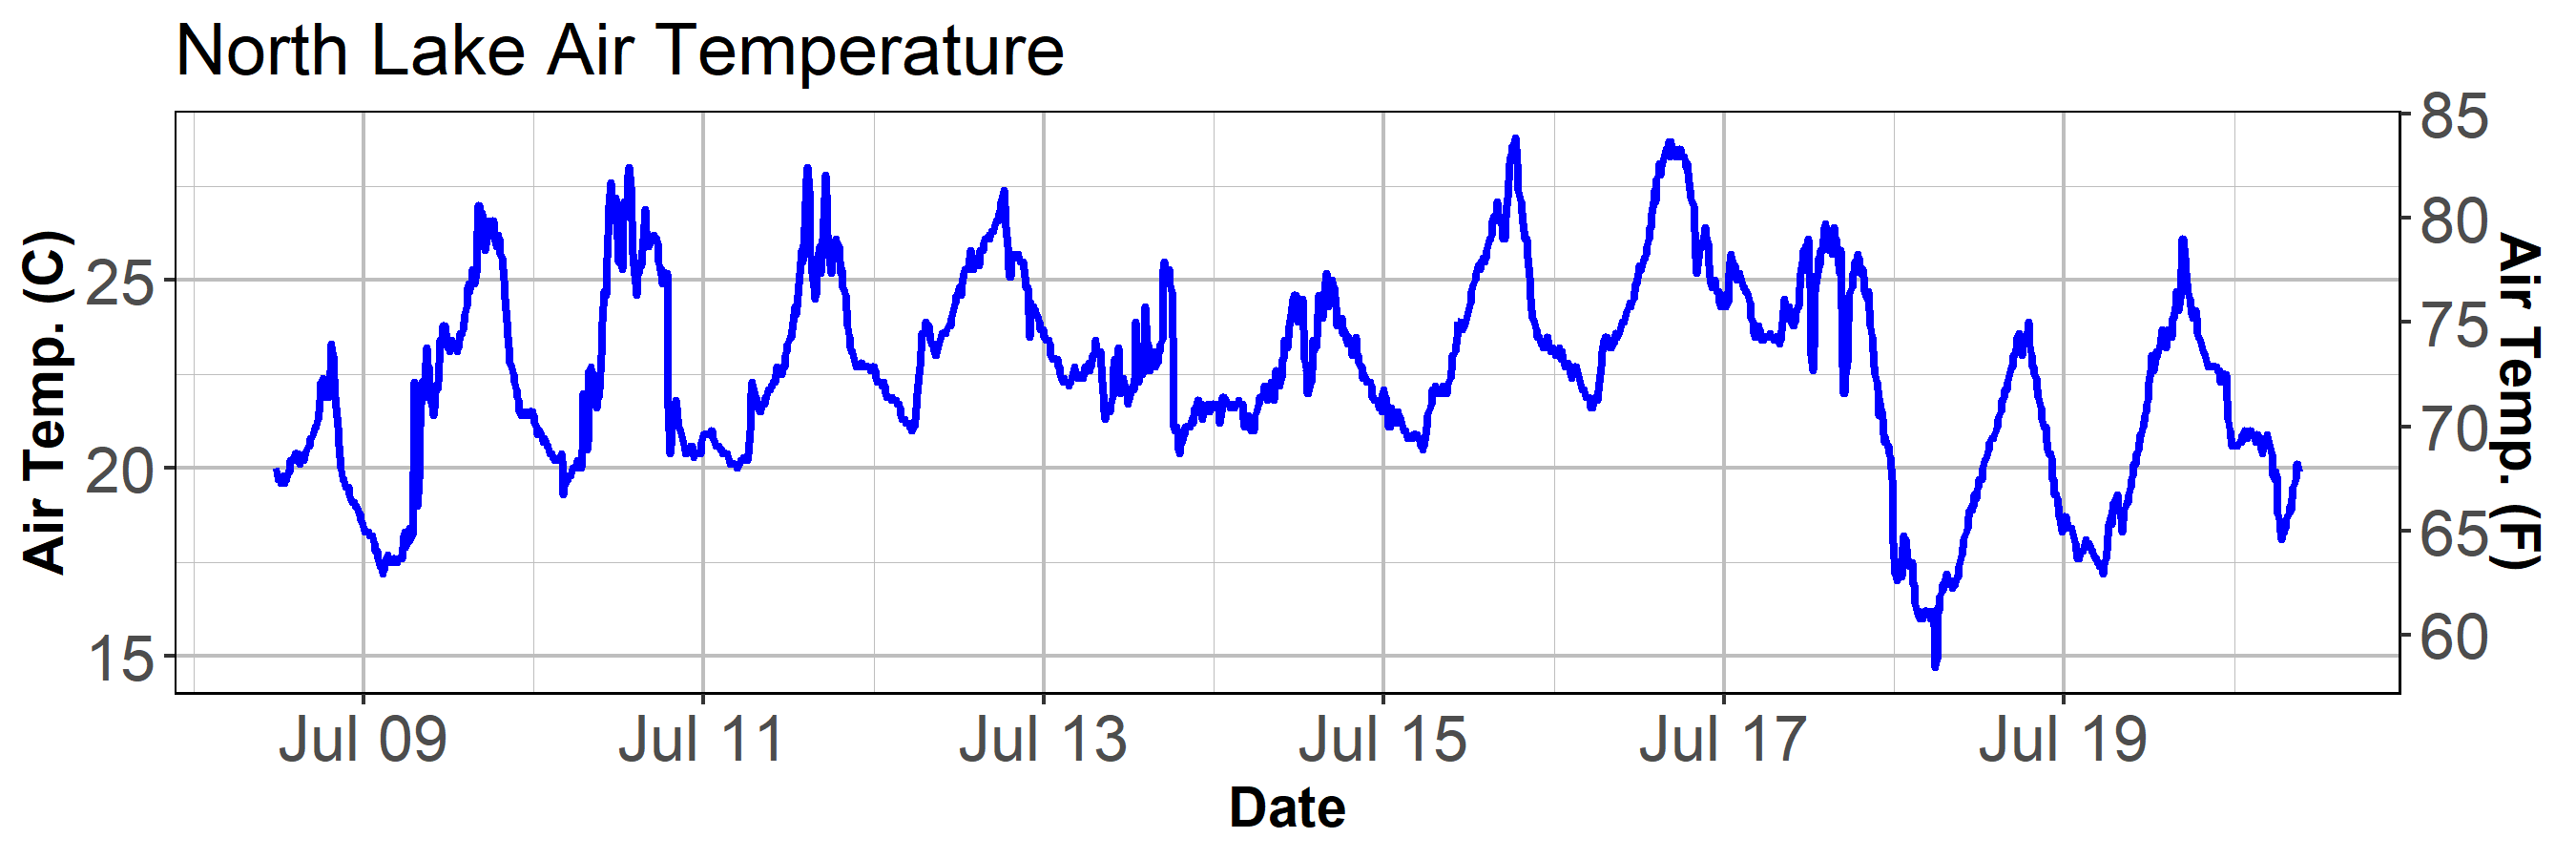 North Lake Air Temperature
Air Temp. (C)
25
20
15
85
80
75
70
65
60
Air Temp. (F)
Jul 09 Jul 11 Jul 13 Jul 15 Jul 17 Jul 19
Date